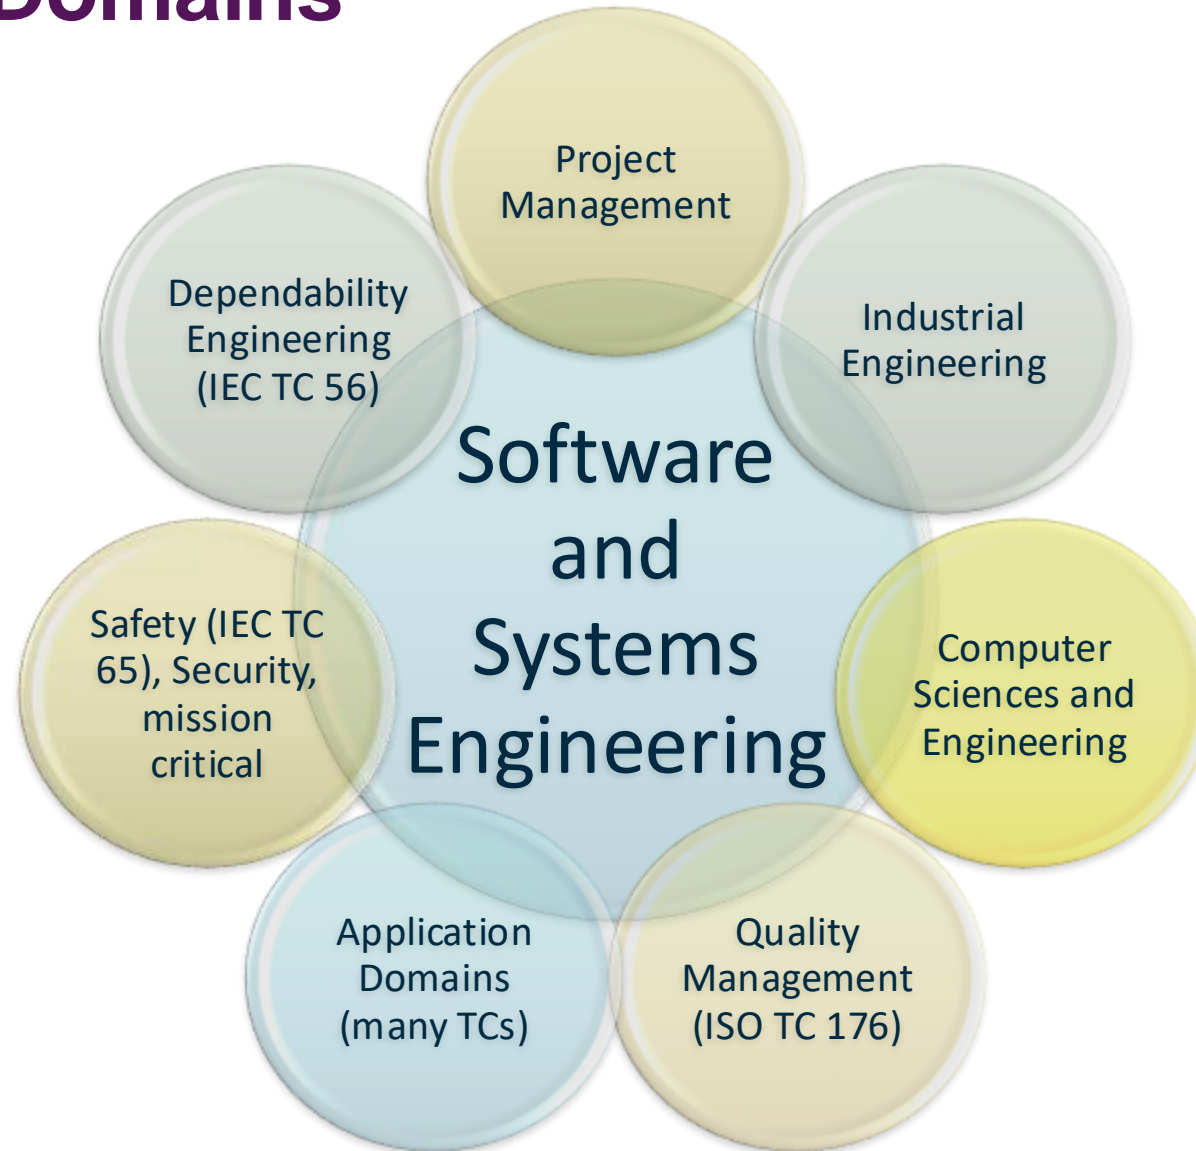 Domains
Project
Management
Dependability
Engineering
(IEC TC 56)
Industrial
Engineering
Software
and
Systems
Engineering
Safety (IEC TC
65), Security,
mission
critical
Computer
Sciences and
Engineering
Application
Domains
(many TCs)
Quality
Management
(ISO TC 176)